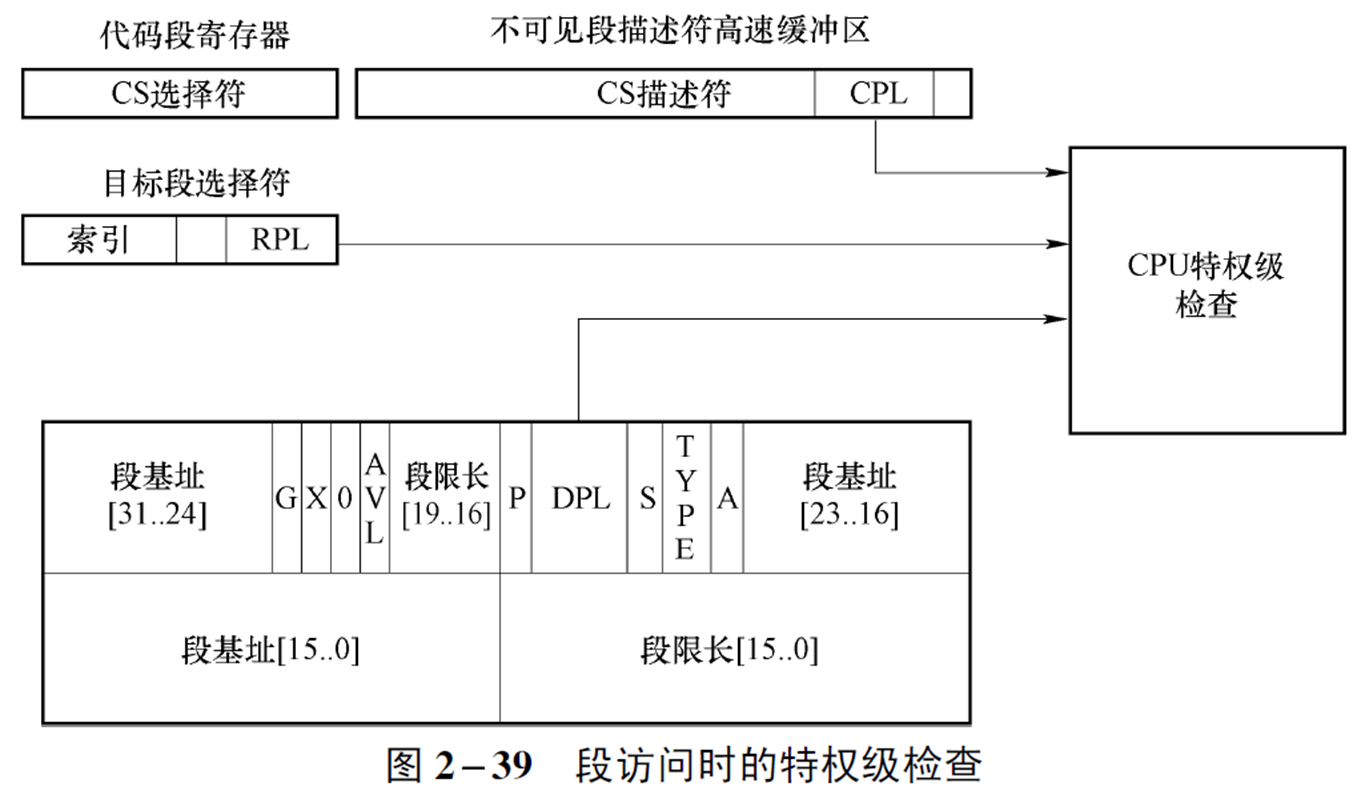 代码段寄存器
不可见段描述符高速缓冲区
CS选择符
CS描述符
CPL
目标段选择符
索引
RPL
CPU特权级
检查
段基址
[31..24]
G
X
0
AVL
段限长
[19..16]
P
DPL
S
TYPE
A
段基址
[23..16]
段基址[15..0]
段限长[15..0]
图 2-39 段访问时的特权级检查